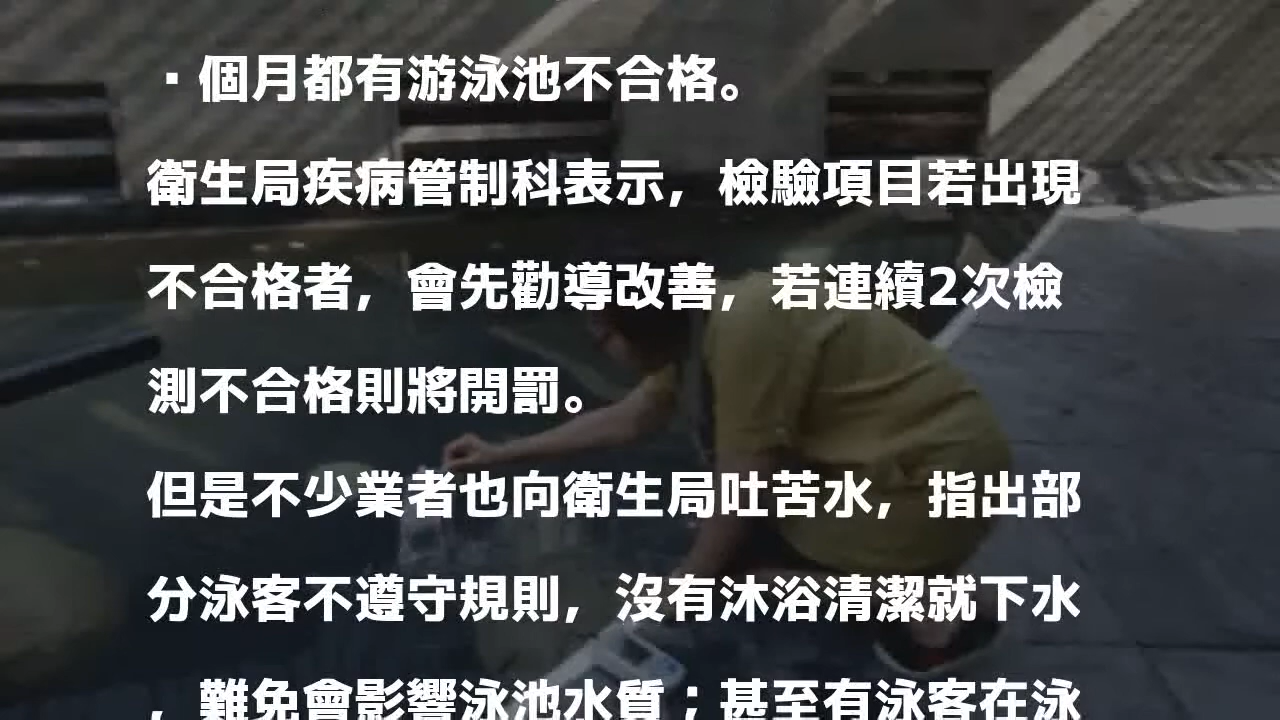 ▪個月都有游泳池不合格。
衛生局疾病管制科表示，檢驗項目若出現
不合格者，會先勸導改善，若連續2次檢
測不合格則將開罰。
但是不少業者也向衛生局吐苦水，指出部
分泳客不遵守規則，沒有沐浴清潔就下水
，難免會影響泳池水質；甚至有泳客在泳